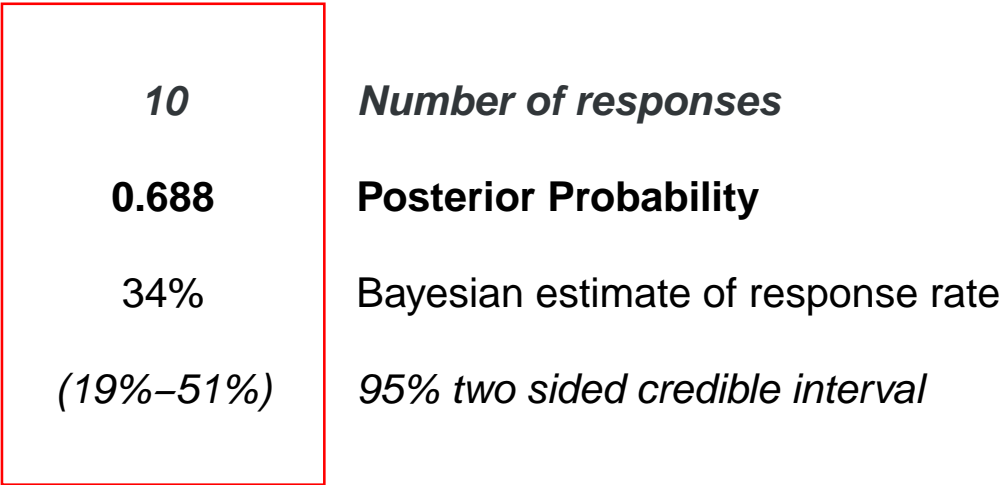 10 Number of responses
0.688 Posterior Probability
34% Bayesian estimate of response rate
(19%–51%) 95% two sided credible interval